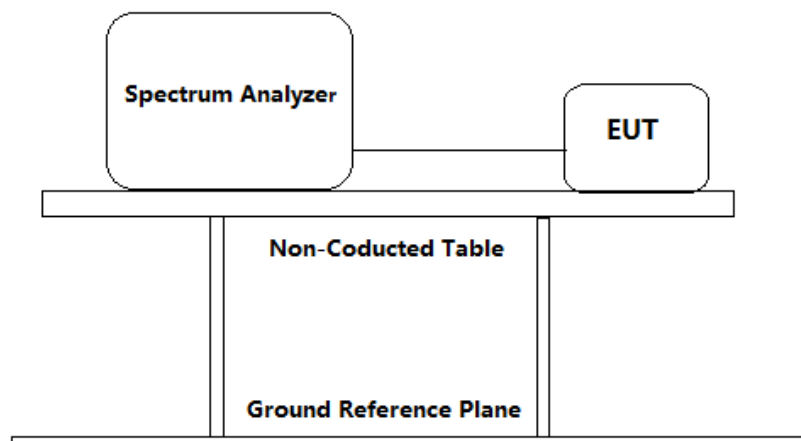 Spectrum Analyzer
EUT
Non-Coducted Table
Ground Reference Plane